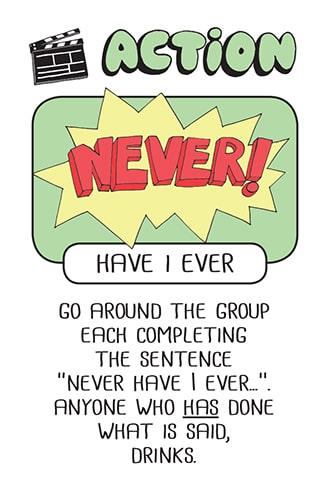 ACTiON
NEVER!
HAVE I EVER
GO AROUND THE GROUP
EACH COMPLETING
THE SENTENCE
"NEVER HAVE I EVER...".
ANYONE WHO HAS DONE
WHAT IS SAID,
DRINKS.